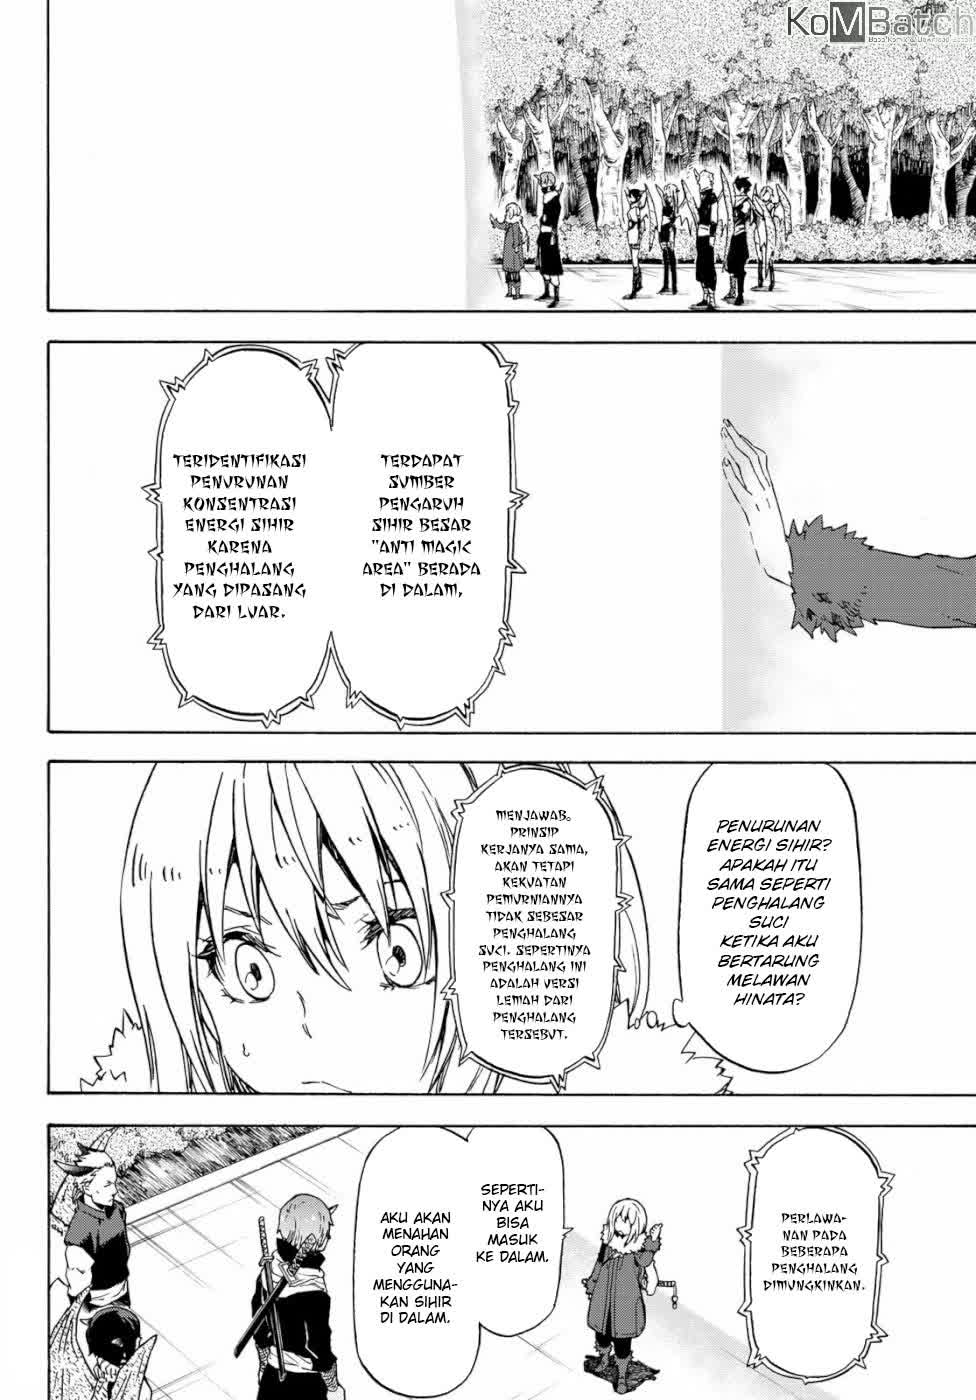 KoMBatch
Baca Komik & Download Batch
TERDAPAT
SUMBER
PENGARUH
SIHIR BESAR
"ANTI MAGIC
AREA" BERADA
DI DALAM,
TERIDENTIFIKASI
PENURUNAN
KONSENTRASI
ENERGI SIHIR
KARENA
PENGHALANG
YANG DIPASANG
DARI LUAR.
PENURUNAN
ENERGI SIHIR?
APAKAH ITU
SAMA SEPERTI
PENGHALANG
SUCI
KETIKA AKU
BERTARUNG
MELAWAN
HINATA?
MENJAWAB。
PRINSIP
KERJANYA SAMA,
AKAN TETAPI
KEKUATAN
PEMURNIANNYA
TIDAK SEBESAR
PENGHALANG
SUCI. SEPERTINYA
PENGHALANG INI
ADALAH VERSI
LEMAH DARI
PENGHALANG
TERSEBUT.
PERLAWA-
NAN PADA
BEBERAPA
PENGHALANG
DIMUNGKINKAN.
SEPERTI-
NYA AKU
BISA
MASUK
KE DALAM.
AKU AKAN
MENAHAN
ORANG
YANG
MENGGUNA-
KAN SIHIR
DI DALAM.